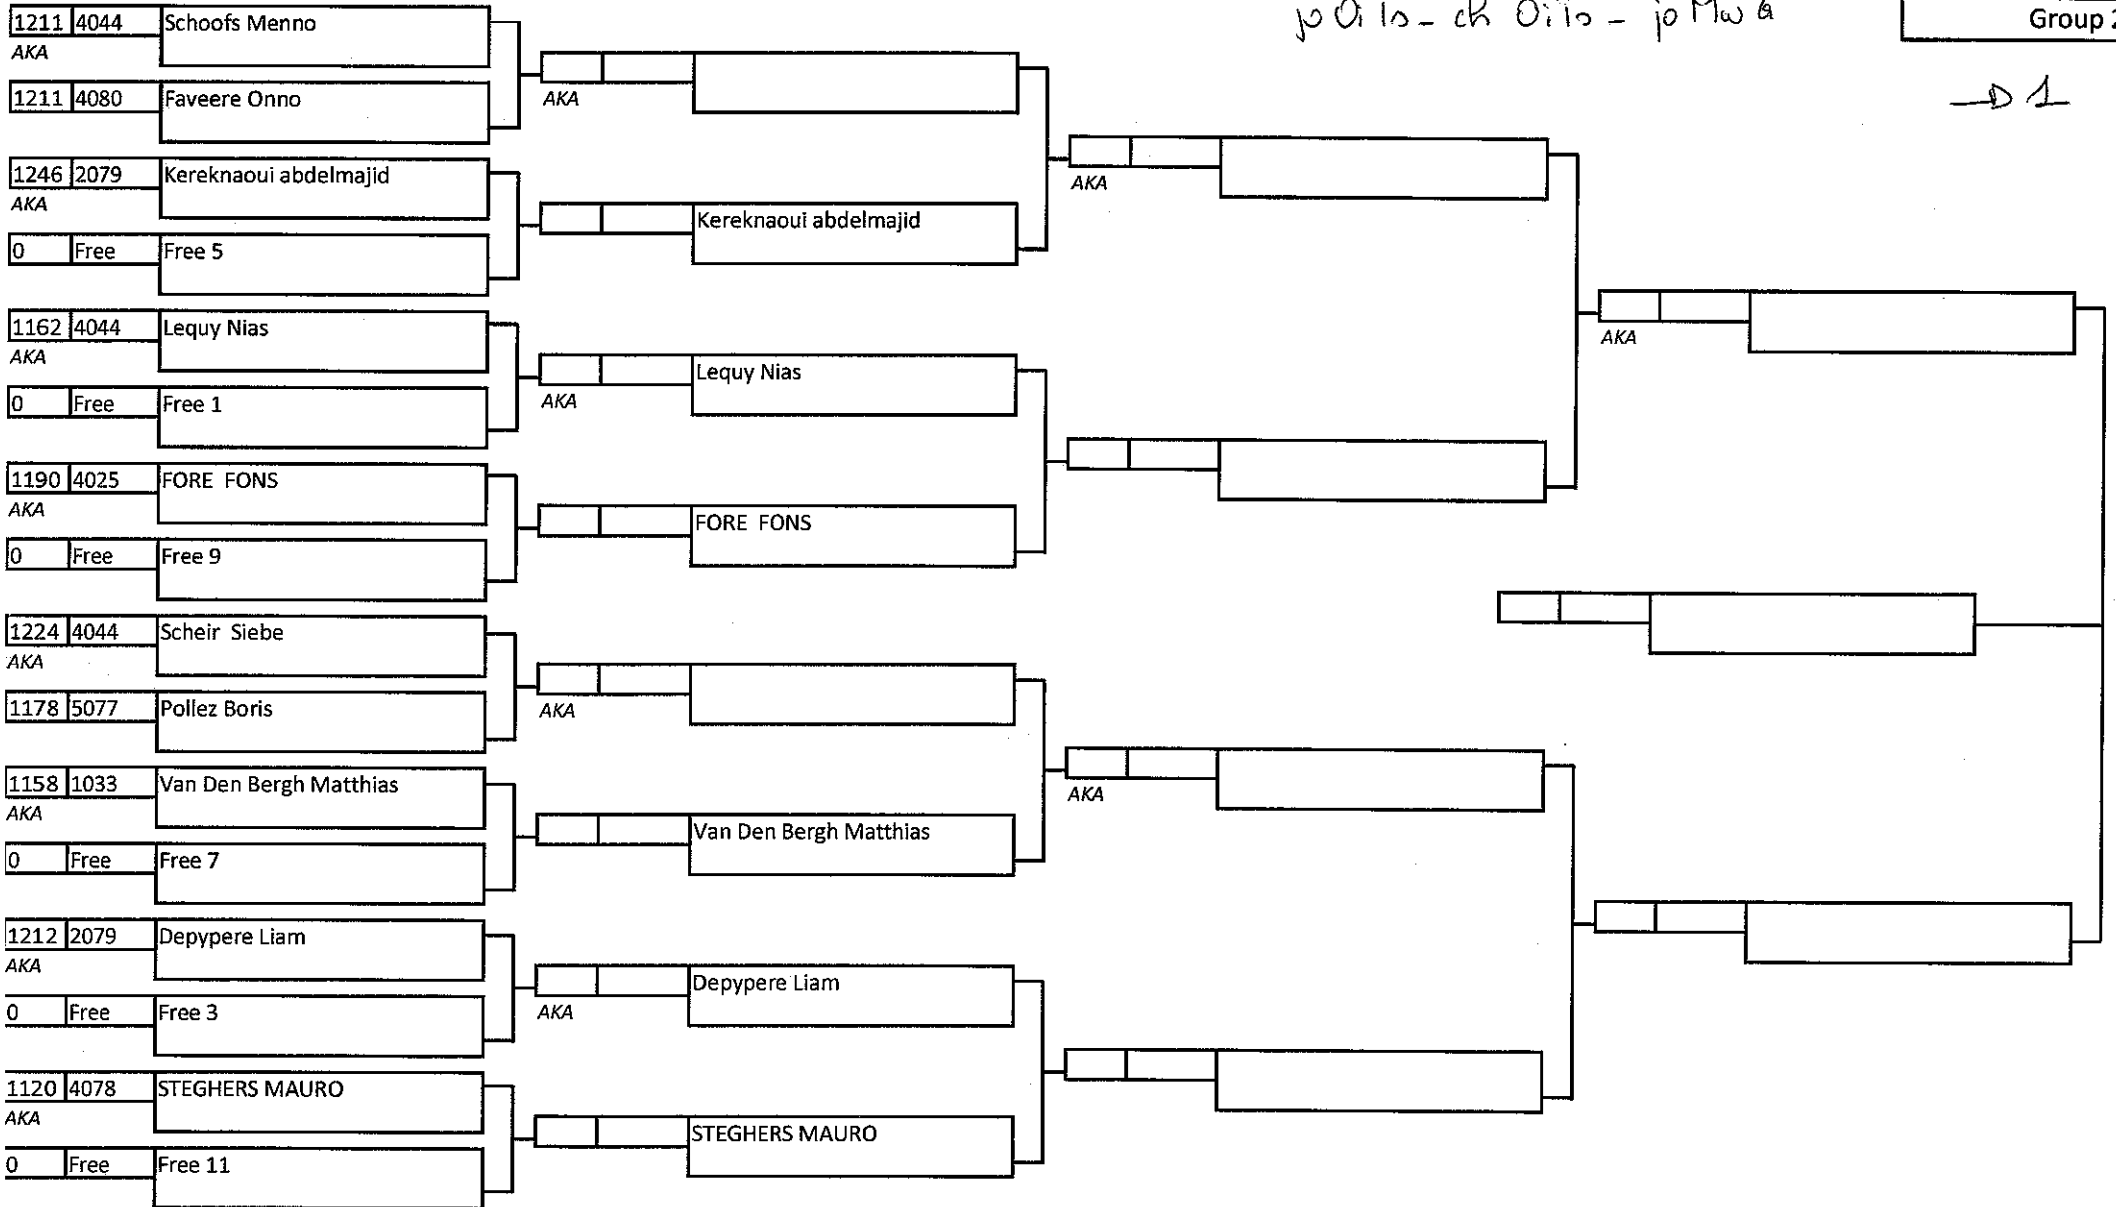 Group 2
→ 1
1211 4044 Schoofs Menno
AKA
1211 4080 Faveere Onno
AKA
1246 2079 Kereknaoui abdelmajid
AKA
Kereknaoui abdelmajid
AKA
0 Free Free 5
1162 4044 Lequy Nias
AKA
Lequy Nias
AKA
0 Free Free 1
1190 4025 FORE FONS
AKA
FORE FONS
0 Free Free 9
AKA
1224 4044 Scheir Siebe
AKA
1178 5077 Pollez Boris
AKA
1158 1033 Van Den Bergh Matthias
AKA
Van Den Bergh Matthias
AKA
0 Free Free 7
1212 2079 Depypere Liam
AKA
Depypere Liam
AKA
0 Free Free 3
1120 4078 STEGHERS MAURO
AKA
STEGHERS MAURO
0 Free Free 11